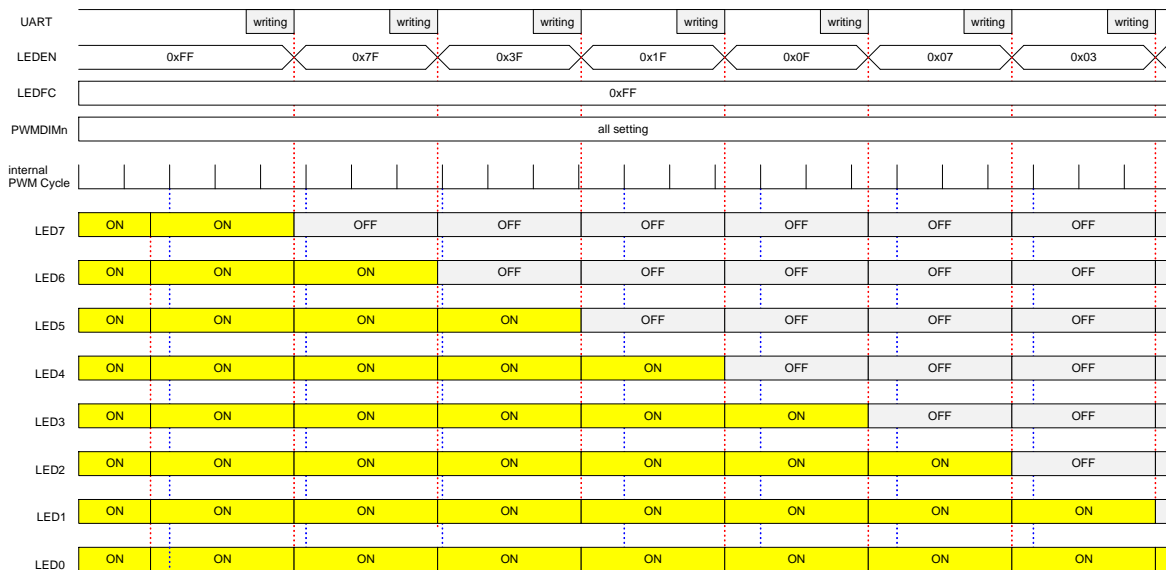 UART writing writing writing writing writing writing writing
LEDEN 0xFF 0x7F 0x3F 0x1F 0x0F 0x07 0x03
LEDFC 0xFF
PWMDIMn all setting
internal
PWM Cycle
LED7 ON ON OFF OFF OFF OFF OFF OFF
LED6 ON ON ON OFF OFF OFF OFF OFF
LED5 ON ON ON ON OFF OFF OFF OFF
LED4 ON ON ON ON ON OFF OFF OFF
LED3 ON ON ON ON ON ON OFF OFF
LED2 ON ON ON ON ON ON ON OFF
LED1 ON ON ON ON ON ON ON ON
LED0 ON ON ON ON ON ON ON ON